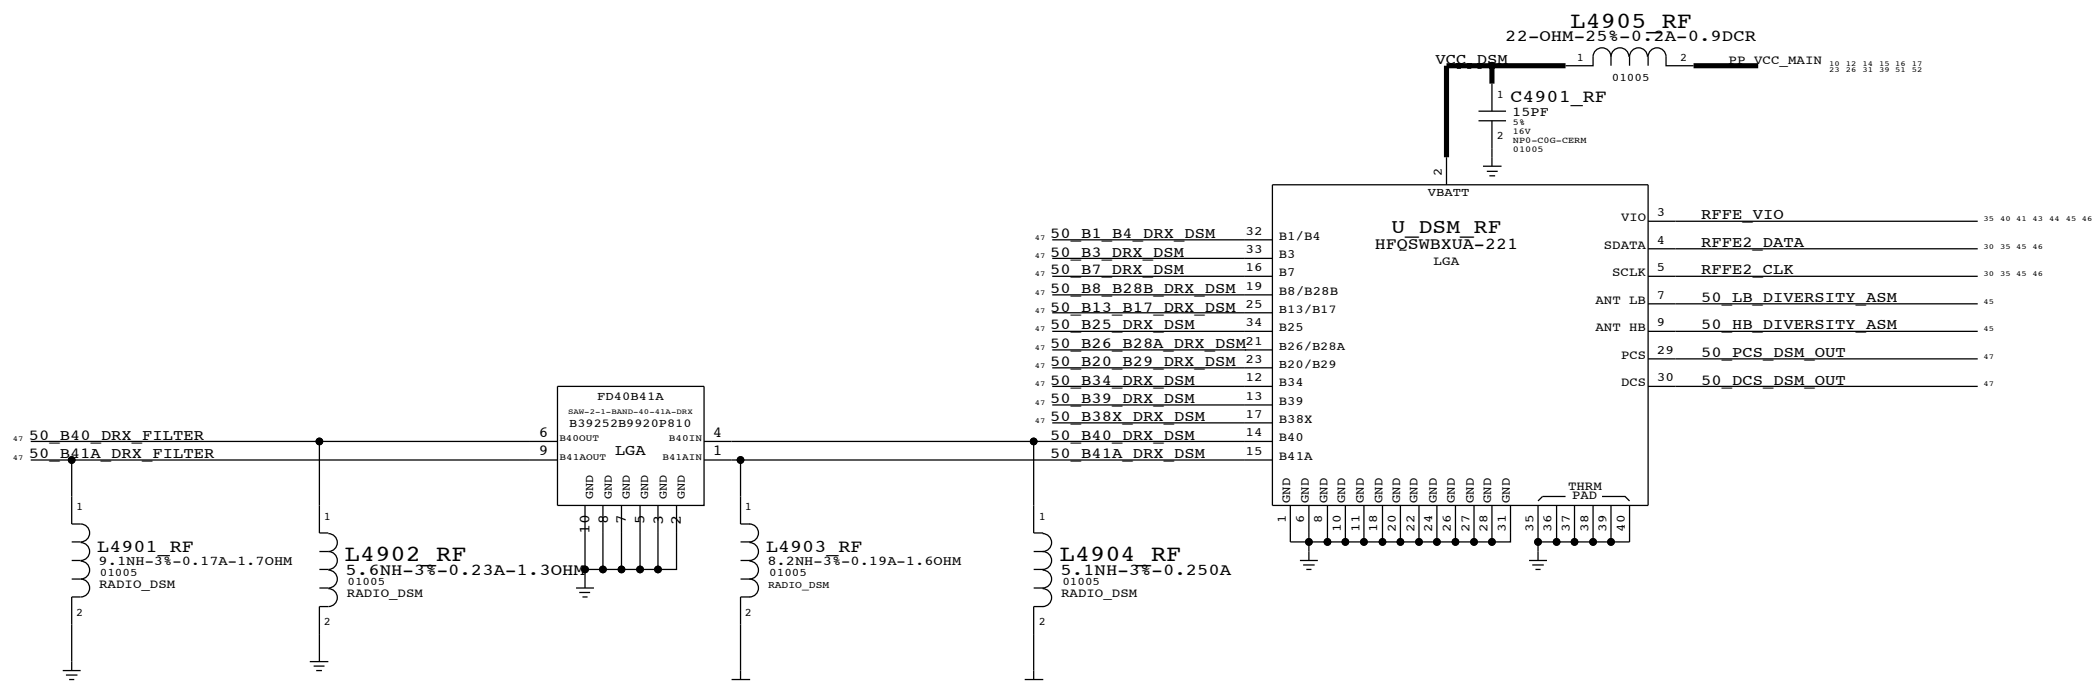 L4905_RF
22-OHM-25%-0.2A-0.9DCR
VCC_DSM
1
2
PP_VCC_MAIN
10 12 14 15 16 17
23 26 31 39 51 52
01005
1
C4901_RF
15PF
5%
16V
2
NP0-C0G-CERM
01005
2
VBATT
U_DSM_RF
HFQSWBXUA-221
LGA
47 50_B1_B4_DRX_DSM 32 B1/B4
47 50_B3_DRX_DSM 33 B3
47 50_B7_DRX_DSM 16 B7
47 50_B8_B28B_DRX_DSM 19 B8/B28B
47 50_B13_B17_DRX_DSM 25 B13/B17
47 50_B25_DRX_DSM 34 B25
47 50_B26_B28A_DRX_DSM 21 B26/B28A
47 50_B20_B29_DRX_DSM 23 B20/B29
47 50_B34_DRX_DSM 12 B34
47 50_B39_DRX_DSM 13 B39
47 50_B38X_DRX_DSM 17 B38X
50_B40_DRX_DSM 14 B40
50_B41A_DRX_DSM 15 B41A
VIO 3 RFFE_VIO 35 40 41 43 44 45 46
SDATA 4 RFFE2_DATA 30 35 45 46
SCLK 5 RFFE2_CLK 30 35 45 46
ANT LB 7 50_LB_DIVERSITY_ASM 45
ANT HB 9 50_HB_DIVERSITY_ASM 45
PCS 29 50_PCS_DSM_OUT 47
DCS 30 50_DCS_DSM_OUT 47
GND GND GND GND GND GND GND GND GND GND GND GND GND
THRM
PAD
1 6 8 10 11 18 20 22 24 26 27 28 31
35 36 37 38 39 40
FD40B41A
SAW-2-1-BAND-40-41A-DRX
B39252B9920P810
LGA
47 50_B40_DRX_FILTER 6 B40OUT
B40IN 4
47 50_B41A_DRX_FILTER 9 B41AOUT
B41AIN 1
GND GND GND GND GND GND
10 8 7 5 3 2
1
L4901_RF
9.1NH-3%-0.17A-1.7OHM
01005
RADIO_DSM
2
1
L4902_RF
5.6NH-3%-0.23A-1.3OHM
01005
RADIO_DSM
2
1
L4903_RF
8.2NH-3%-0.19A-1.6OHM
01005
RADIO_DSM
2
1
L4904_RF
5.1NH-3%-0.250A
01005
RADIO_DSM
2